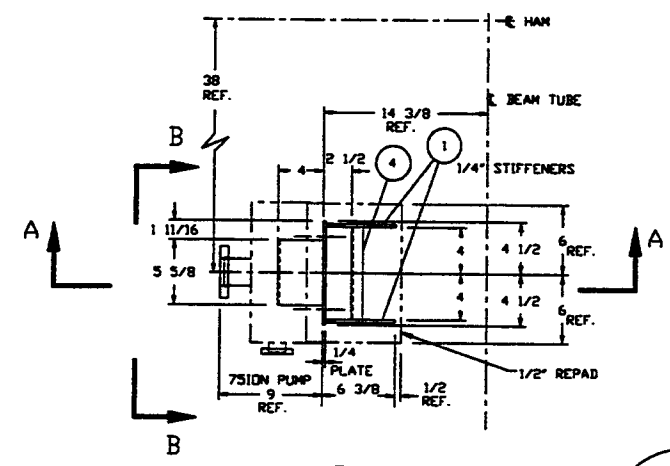 ℄ HAM
38
REF.
℄ BEAM TUBE
14 3/8
REF.
B
2 1/2
4
1
4
1/4" STIFFENERS
A
1 11/16
5 5/8
4
4 1/2
6
REF.
A
4
4 1/2
6
REF.
1/4
PLATE
75ION PUMP
9
REF.
6 3/8
1/2
REF.
1/2" REPAD
B